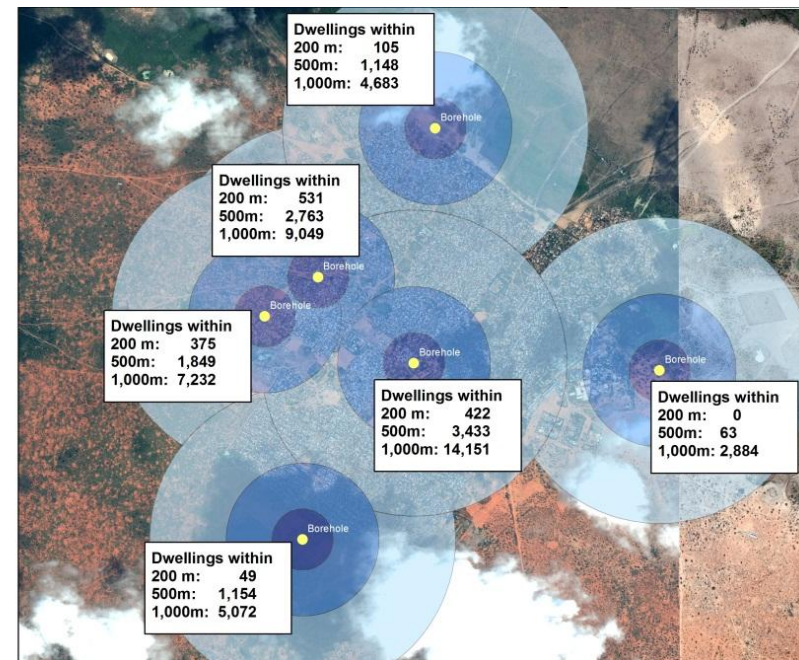 Dwellings within
200 m: 105
500m: 1,148
1,000m: 4,683
Borehole
Dwellings within
200 m: 531
500m: 2,763
1,000m: 9,049
Borehole
Borehole
Dwellings within
200 m: 375
500m: 1,849
1,000m: 7,232
Borehole
Dwellings within
200 m: 422
500m: 3,433
1,000m: 14,151
Borehole
Dwellings within
200 m: 0
500m: 63
1,000m: 2,884
Borehole
Dwellings within
200 m: 49
500m: 1,154
1,000m: 5,072